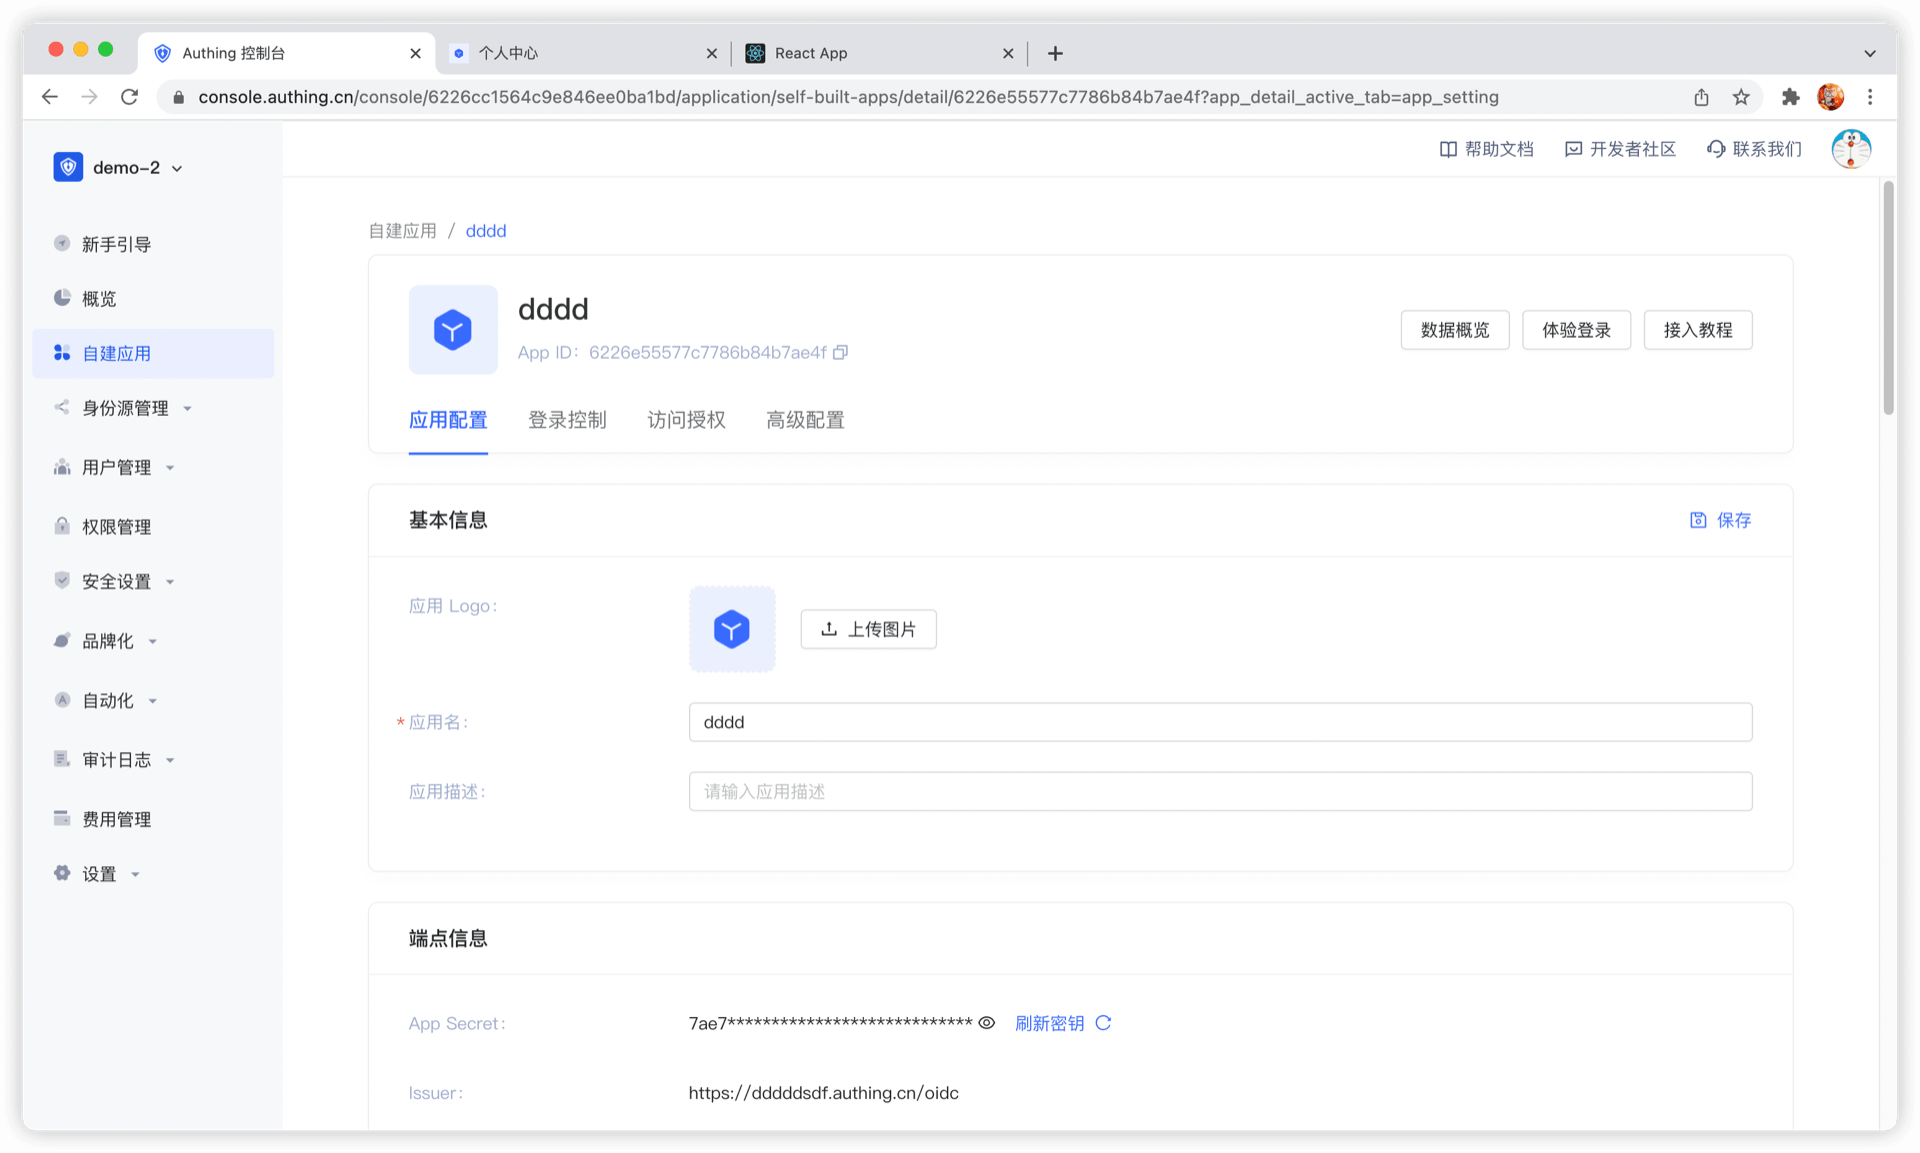 Authing 控制台
个人中心
React App
console.authing.cn/console/6226cc1564c9e846ee0ba1bd/application/self-built-apps/detail/6226e55577c7786b84b7ae4f?app_detail_active_tab=app_setting
demo-2
帮助文档
开发者社区
联系我们
新手引导
概览
自建应用
身份源管理
用户管理
权限管理
安全设置
品牌化
自动化
审计日志
费用管理
设置
自建应用 / dddd
dddd
App ID：6226e55577c7786b84b7ae4f
数据概览
体验登录
接入教程
应用配置
登录控制
访问授权
高级配置
基本信息
保存
应用 Logo：
上传图片
* 应用名：
dddd
应用描述：
请输入应用描述
端点信息
App Secret：
7ae7****************************
刷新密钥
Issuer：
https://dddddsdf.authing.cn/oidc